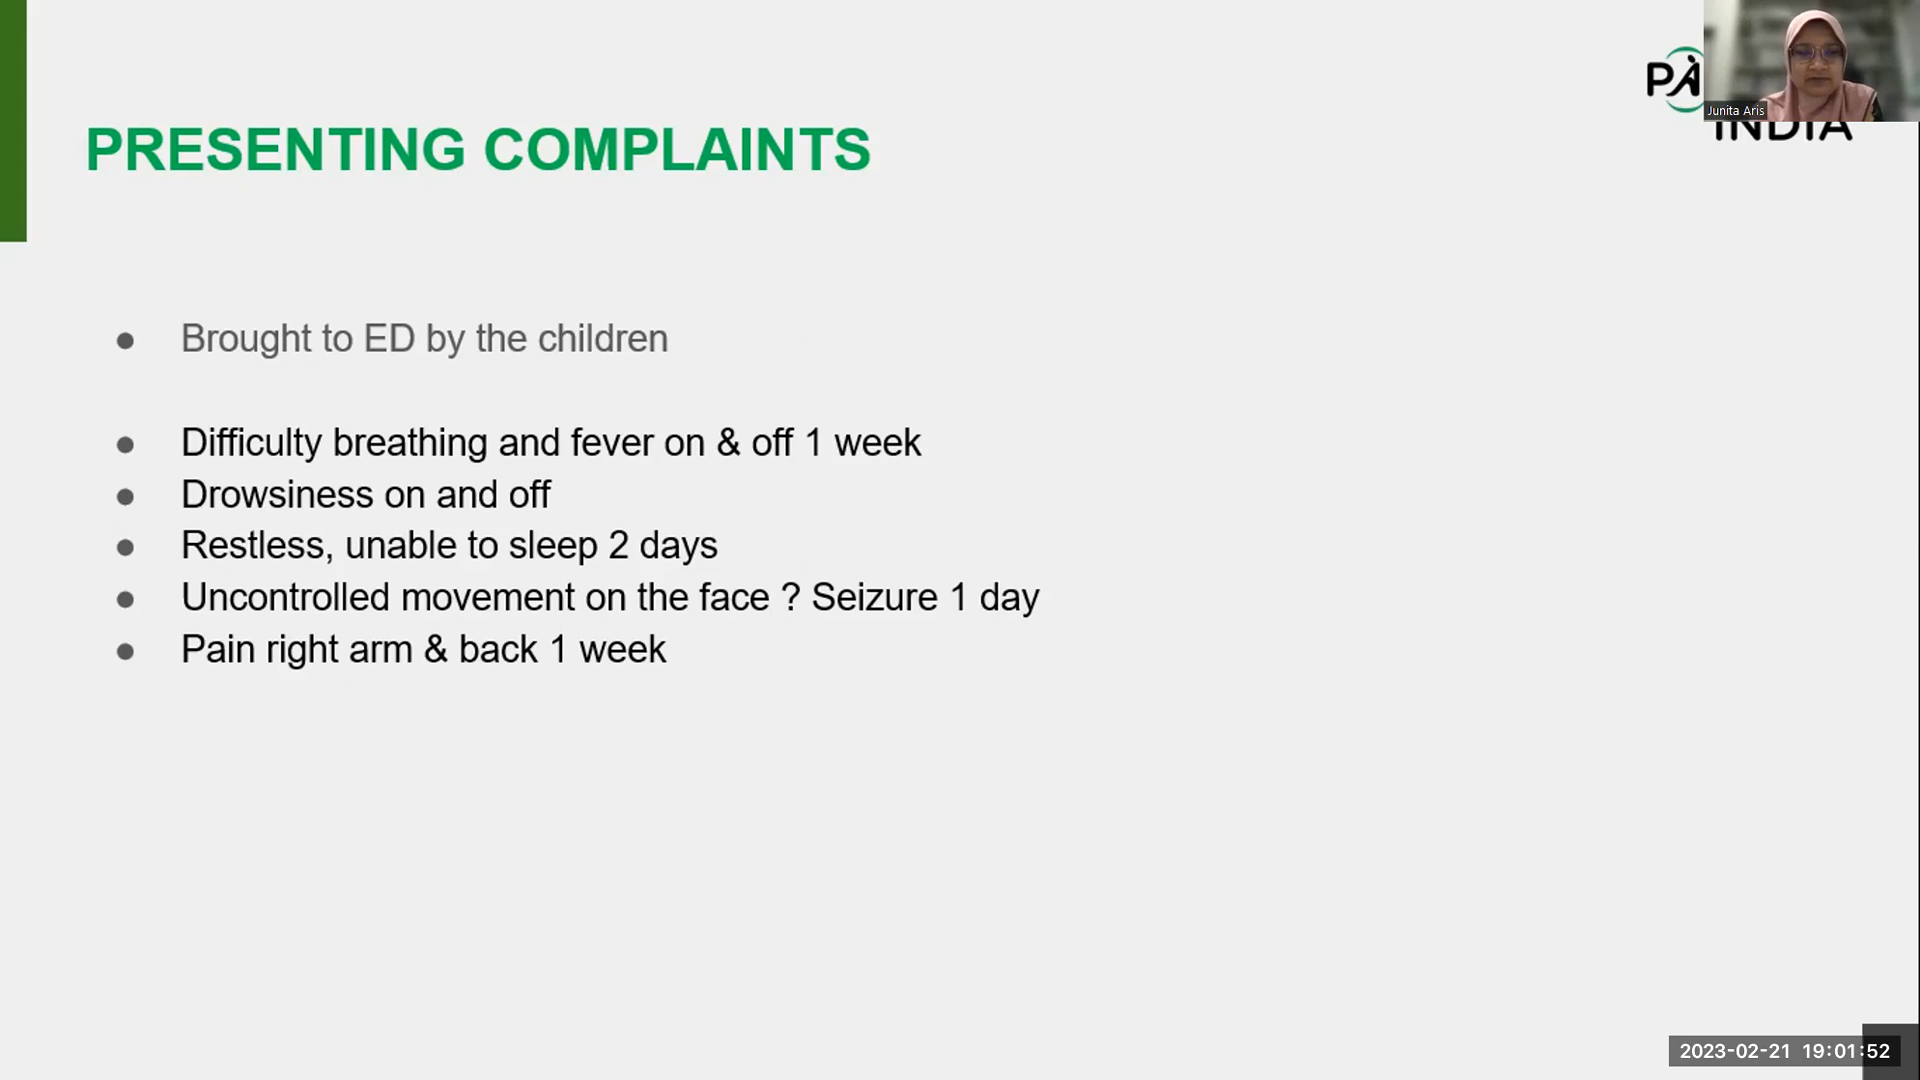 PA
Junita Aris
INDIA
PRESENTING COMPLAINTS
● Brought to ED by the children
● Difficulty breathing and fever on & off 1 week
● Drowsiness on and off
● Restless, unable to sleep 2 days
● Uncontrolled movement on the face ? Seizure 1 day
● Pain right arm & back 1 week
2023-02-21 19:01:52